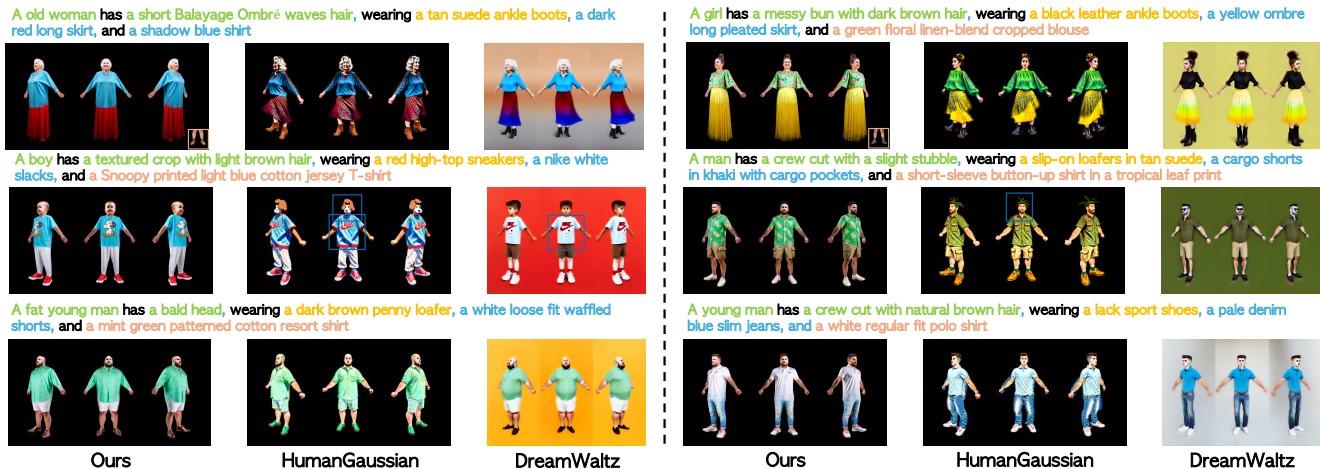 A old woman has a short Balayage Ombré waves hair, wearing a tan suede ankle boots, a dark
red long skirt, and a shadow blue shirt
A boy has a textured crop with light brown hair, wearing a red high-top sneakers, a nike white
slacks, and a Snoopy printed light blue cotton jersey T-shirt
A fat young man has a bald head, wearing a dark brown penny loafer, a white loose fit waffled
shorts, and a mint green patterned cotton resort shirt
Ours HumanGaussian DreamWaltz
A girl has a messy bun with dark brown hair, wearing a black leather ankle boots, a yellow ombre
long pleated skirt, and a green floral linen-blend cropped blouse
A man has a crew cut with a slight stubble, wearing a slip-on loafers in tan suede, a cargo shorts
in khaki with cargo pockets, and a short-sleeve button-up shirt in a tropical leaf print
A young man has a crew cut with natural brown hair, wearing a lack sport shoes, a pale denim
blue slim jeans, and a white regular fit polo shirt
Ours HumanGaussian DreamWaltz